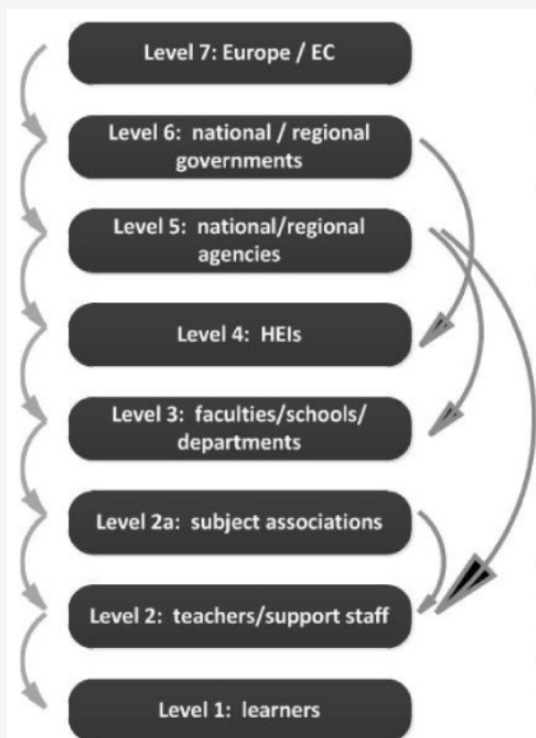 Level 7: Europe / EC
Level 6: national / regional
governments
Level 5: national/regional
agencies
Level 4: HEIs
Level 3: faculties/schools/
departments
Level 2a: subject associations
Level 2: teachers/support staff
Level 1: learners